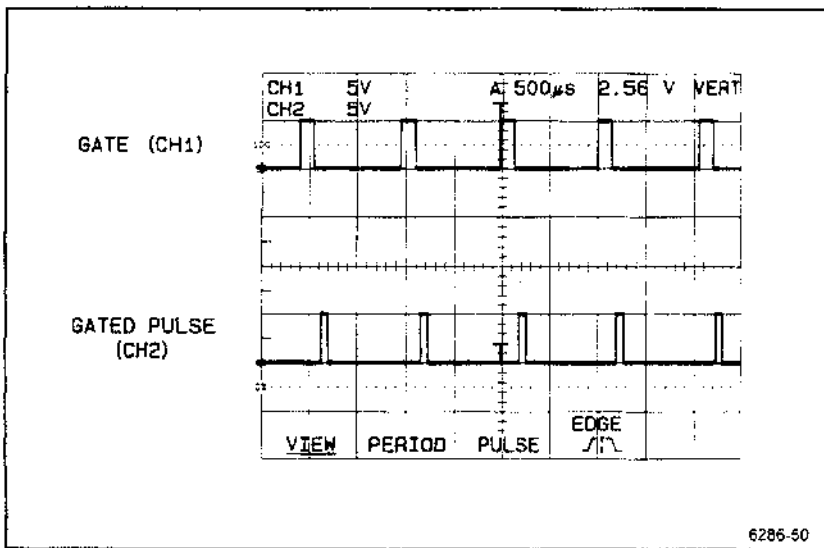 CH1 5V A 500µs 2.56 V VERT
CH2 5V
GATE (CH1)
GATED PULSE
(CH2)
EDGE
VIEW PERIOD PULSE
6286-50